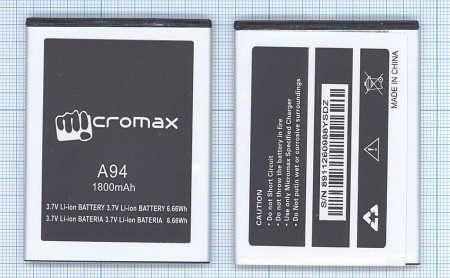 micromax
A94
1800mAh
3.7V Li-ion BATTERY 3.7V Li-ion BATTERY 6.66Wh
3.7V Li-ion BATERIA 3.7V Li-ion BATERIA 6.66Wh
CAUTION
• Do not Short Circuit
• Do not throw the battery in fire
• Use only Micromax Specified Charger
• Do not putin wet or corrosive surroundings
S/N 8911260988YSDZ
MADE IN CHINA